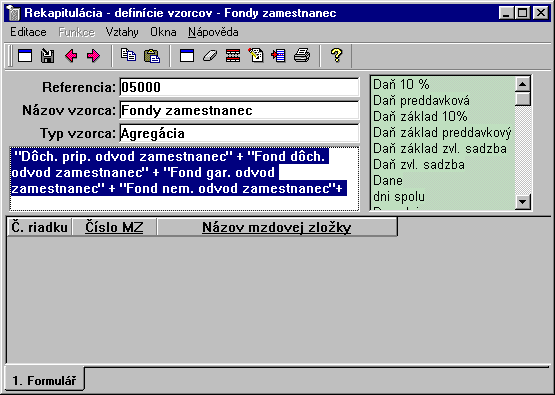 Rekapitulácia - definície vzorcov - Fondy zamestnanec
Editace Funkce Vztahy Okna Nápověda
Referencia: 05000
Názov vzorca: Fondy zamestnanec
Typ vzorca: Agregácia
"Dôch. prip. odvod zamestnanec" + "Fond dôch.
odvod zamestnanec" + "Fond gar. odvod
zamestnanec" + "Fond nem. odvod zamestnanec"+
Daň 10 %
Daň preddavková
Daň základ 10%
Daň základ preddavkový
Daň základ zvl. sadzba
Daň zvl. sadzba
Dane
dni spolu
Č. riadku Číslo MZ Názov mzdovej zložky
1. Formulář